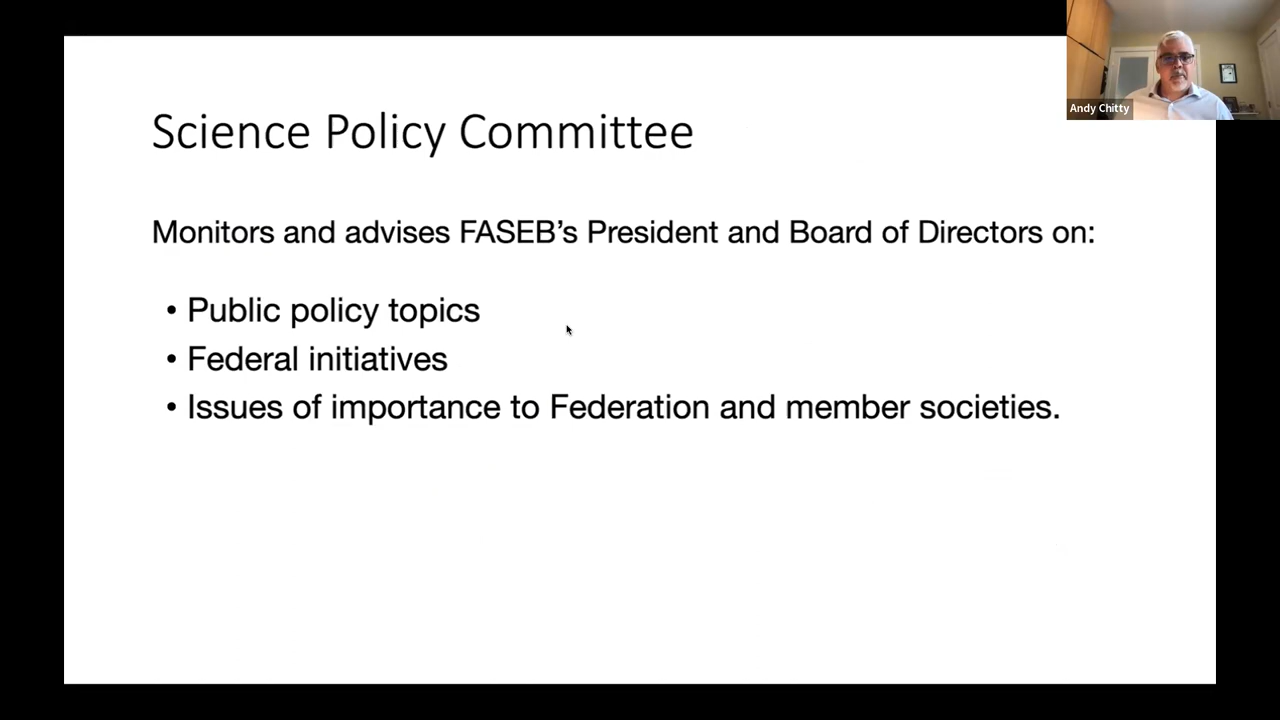 Science Policy Committee
Andy Chitty
Monitors and advises FASEB’s President and Board of Directors on:
• Public policy topics
• Federal initiatives
• Issues of importance to Federation and member societies.